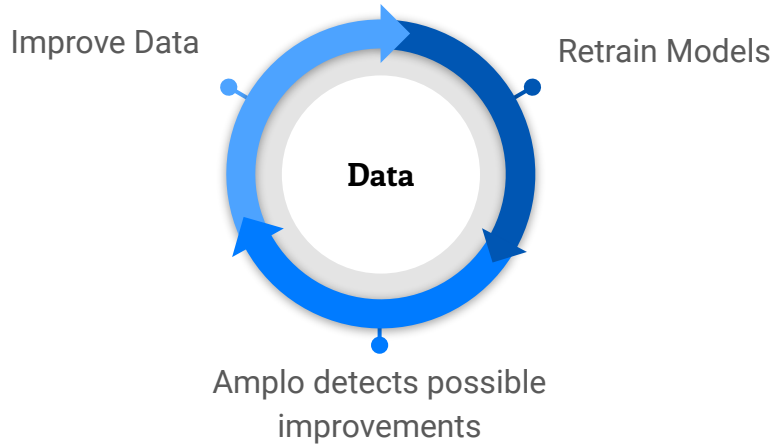 Improve Data
Retrain Models
Data
Amplo detects possible
improvements